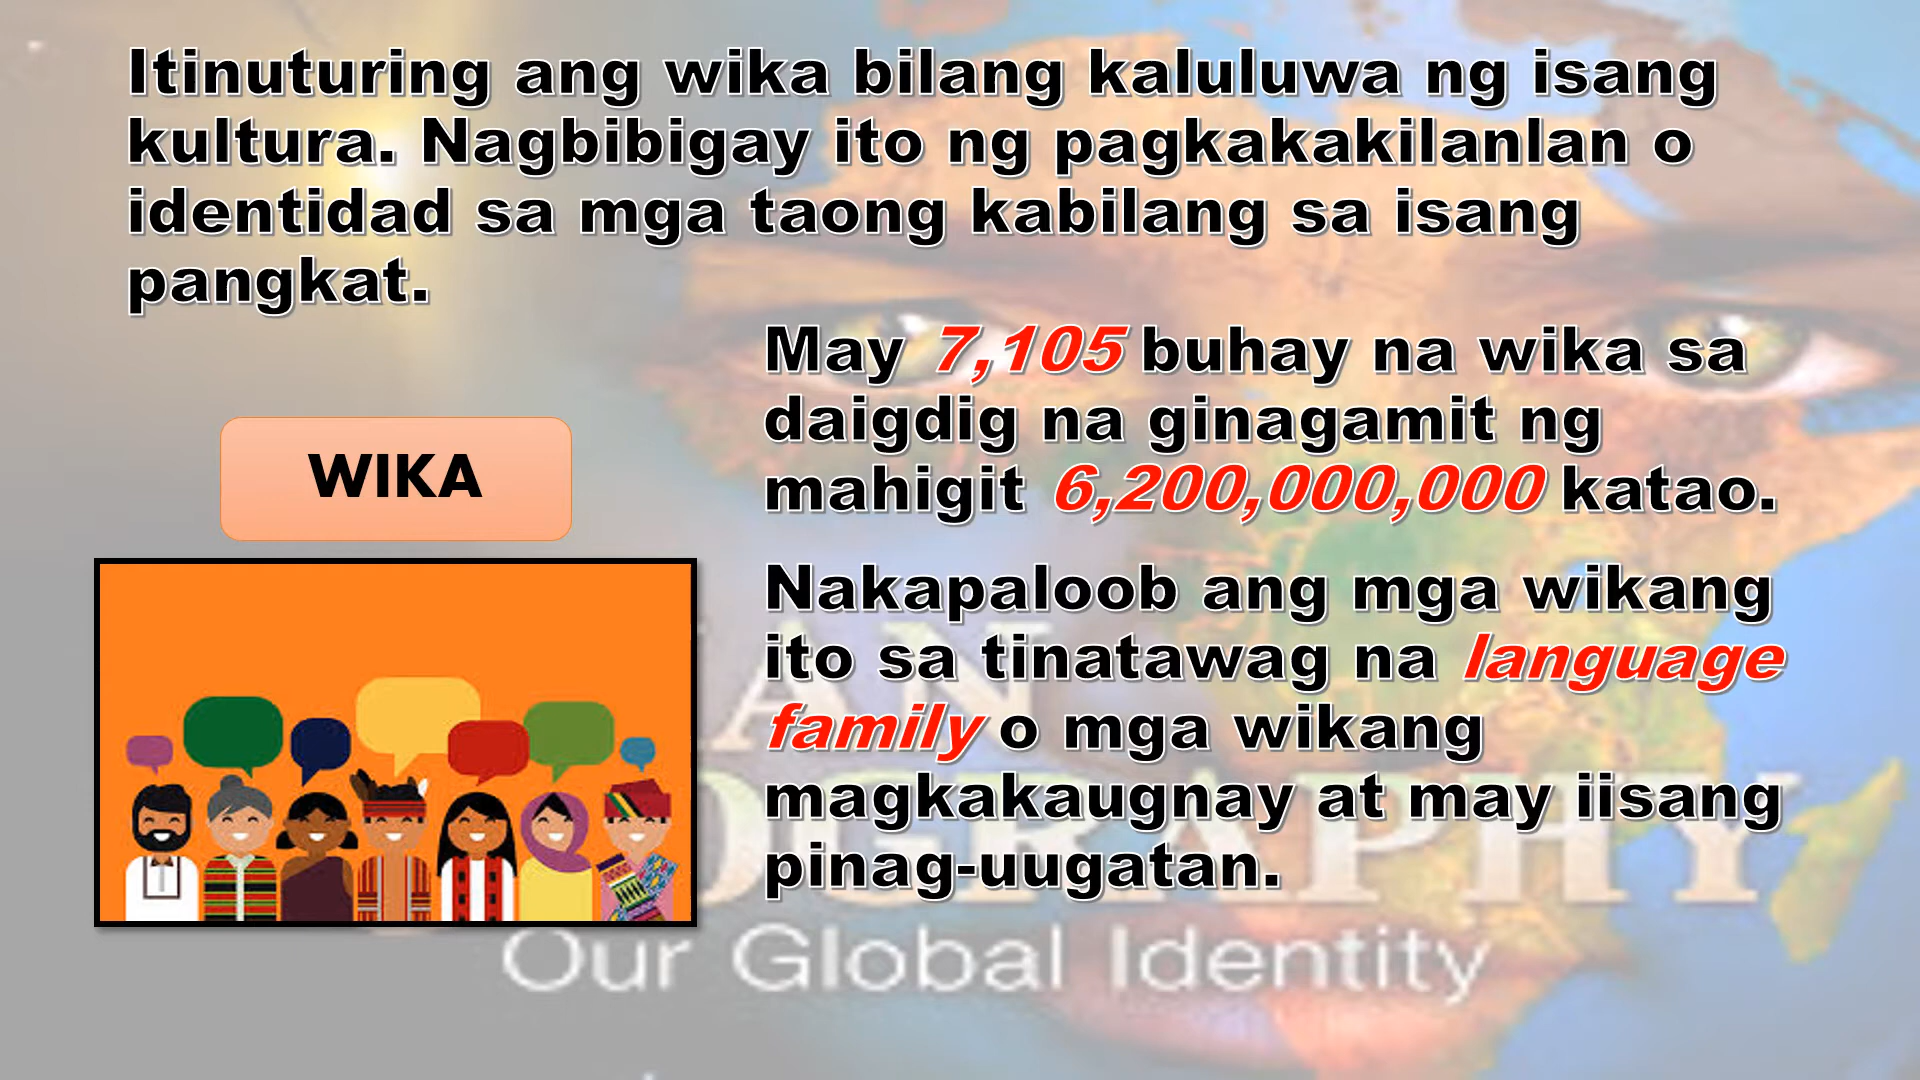 Itinuturing ang wika bilang kaluluwa ng isang
kultura. Nagbibigay ito ng pagkakakilanlan o
identidad sa mga taong kabilang sa isang
pangkat.
May 7,105 buhay na wika sa
daigdig na ginagamit ng
mahigit 6,200,000,000 katao.
WIKA
Nakapaloob ang mga wikang
ito sa tinatawag na language
family o mga wikang
magkakaugnay at may iisang
pinag-uugatan.
AN
OGRAPHY
Our Global Identity